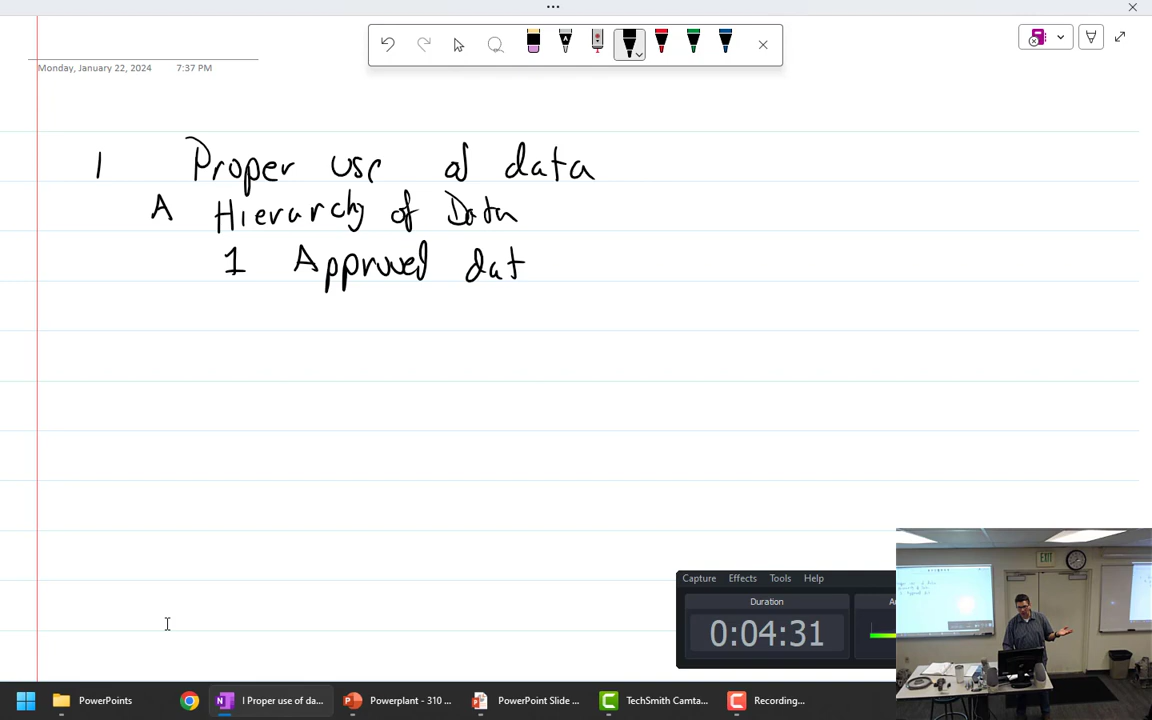 Monday, January 22, 2024 7:37 PM
1 Proper use of data
A Hierarchy of Data
1 Approved dat
Capture Effects Tools Help
Duration
0:04:31
PowerPoints
I Proper use of da...
Powerplant - 310 ...
PowerPoint Slide ...
TechSmith Camta...
Recording...